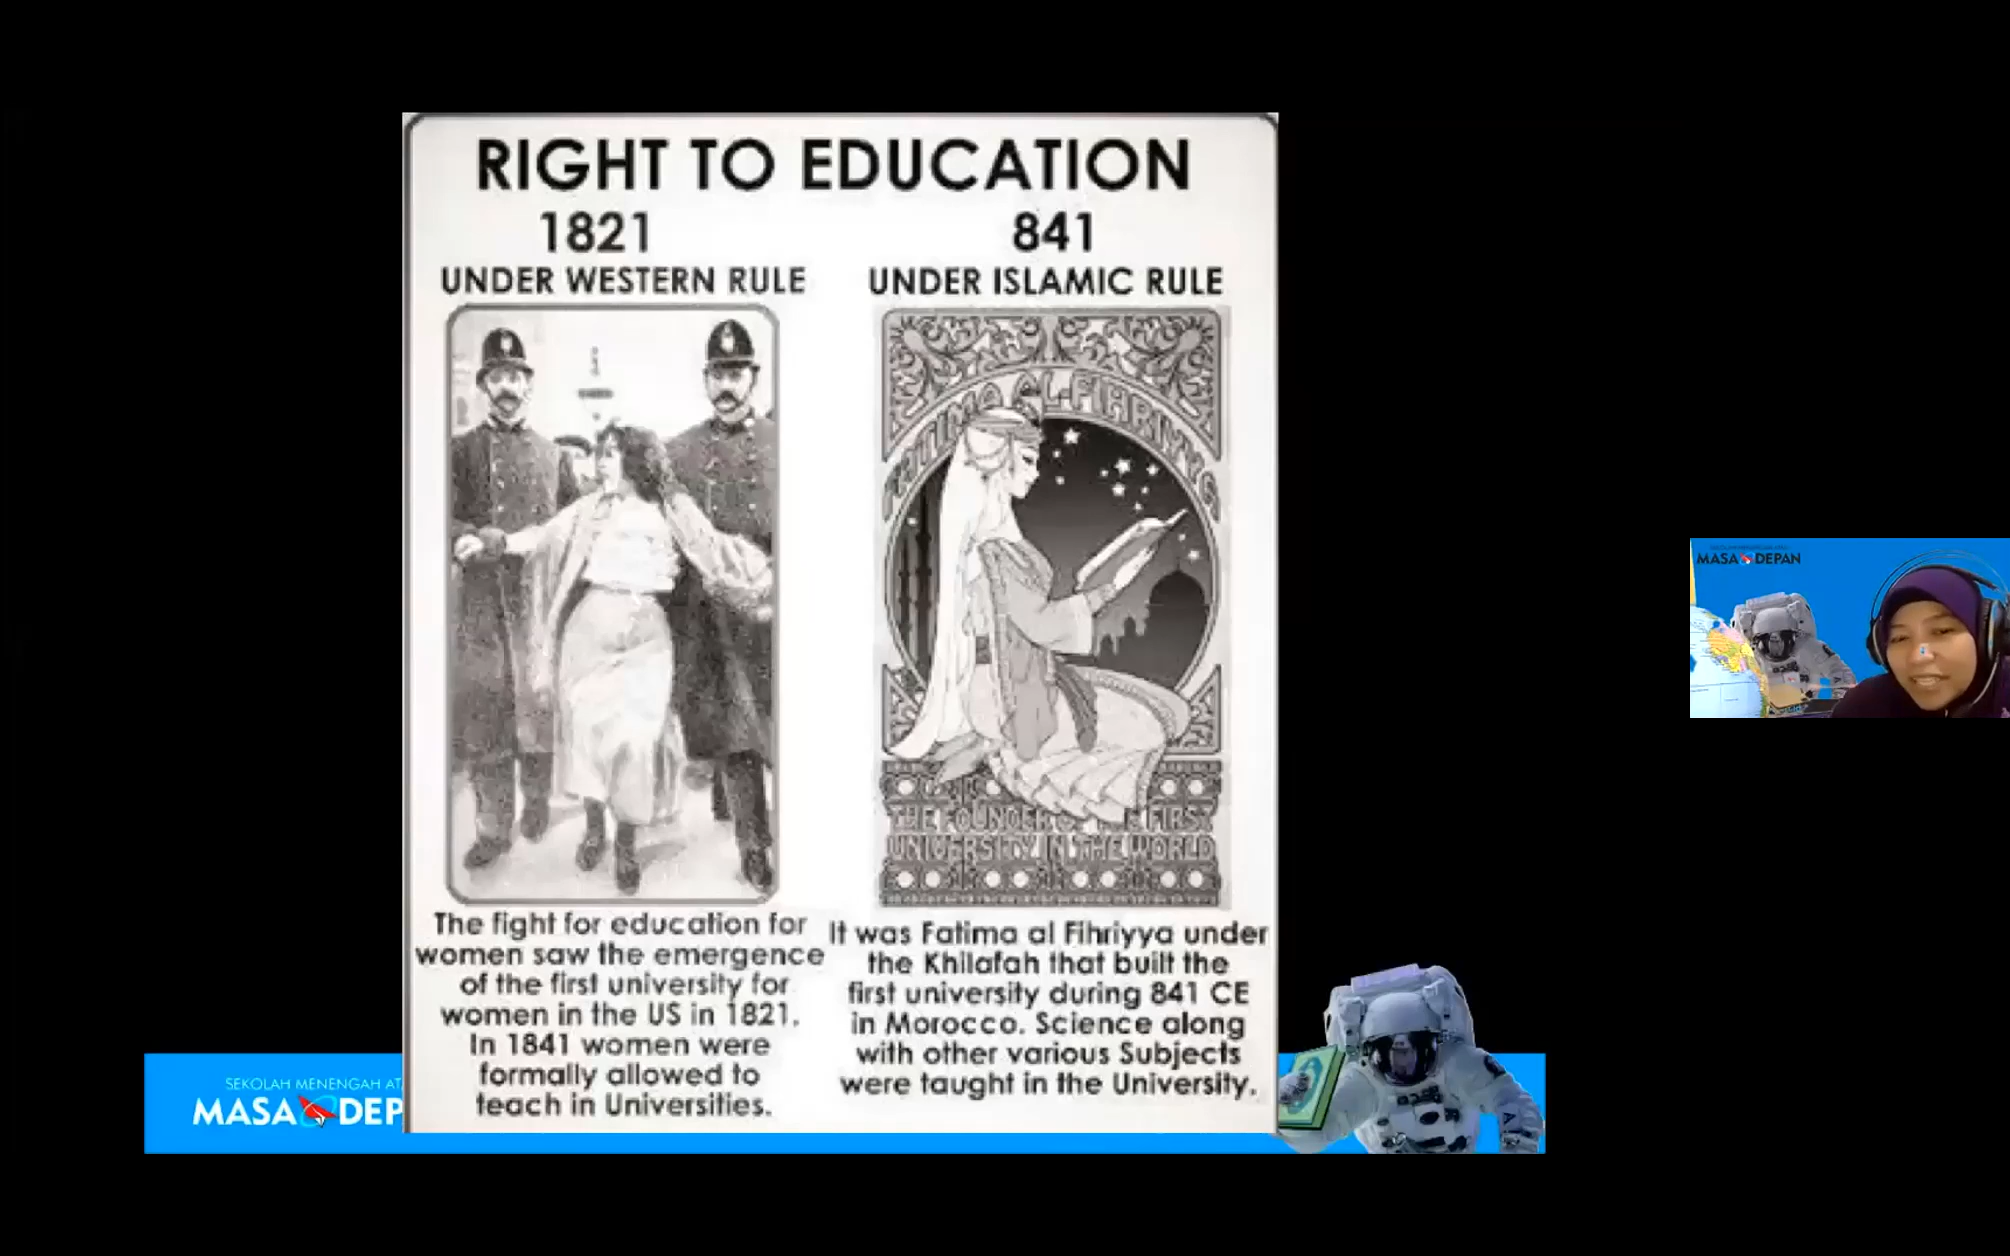 RIGHT TO EDUCATION
1821
UNDER WESTERN RULE
The fight for education for
women saw the emergence
of the first university for
women in the US in 1821.
In 1841 women were
formally allowed to
teach in Universities.
841
UNDER ISLAMIC RULE
FATIMA AL-FIHRIYYA
THE FOUNDER OF THE FIRST
UNIVERSITY IN THE WORLD
It was Fatima al Fihriyya under
the Khilafah that built the
first university during 841 CE
in Morocco. Science along
with other various Subjects
were taught in the University.
SEKOLAH MENENGAH AT
MASA DEP
MASA DEPAN